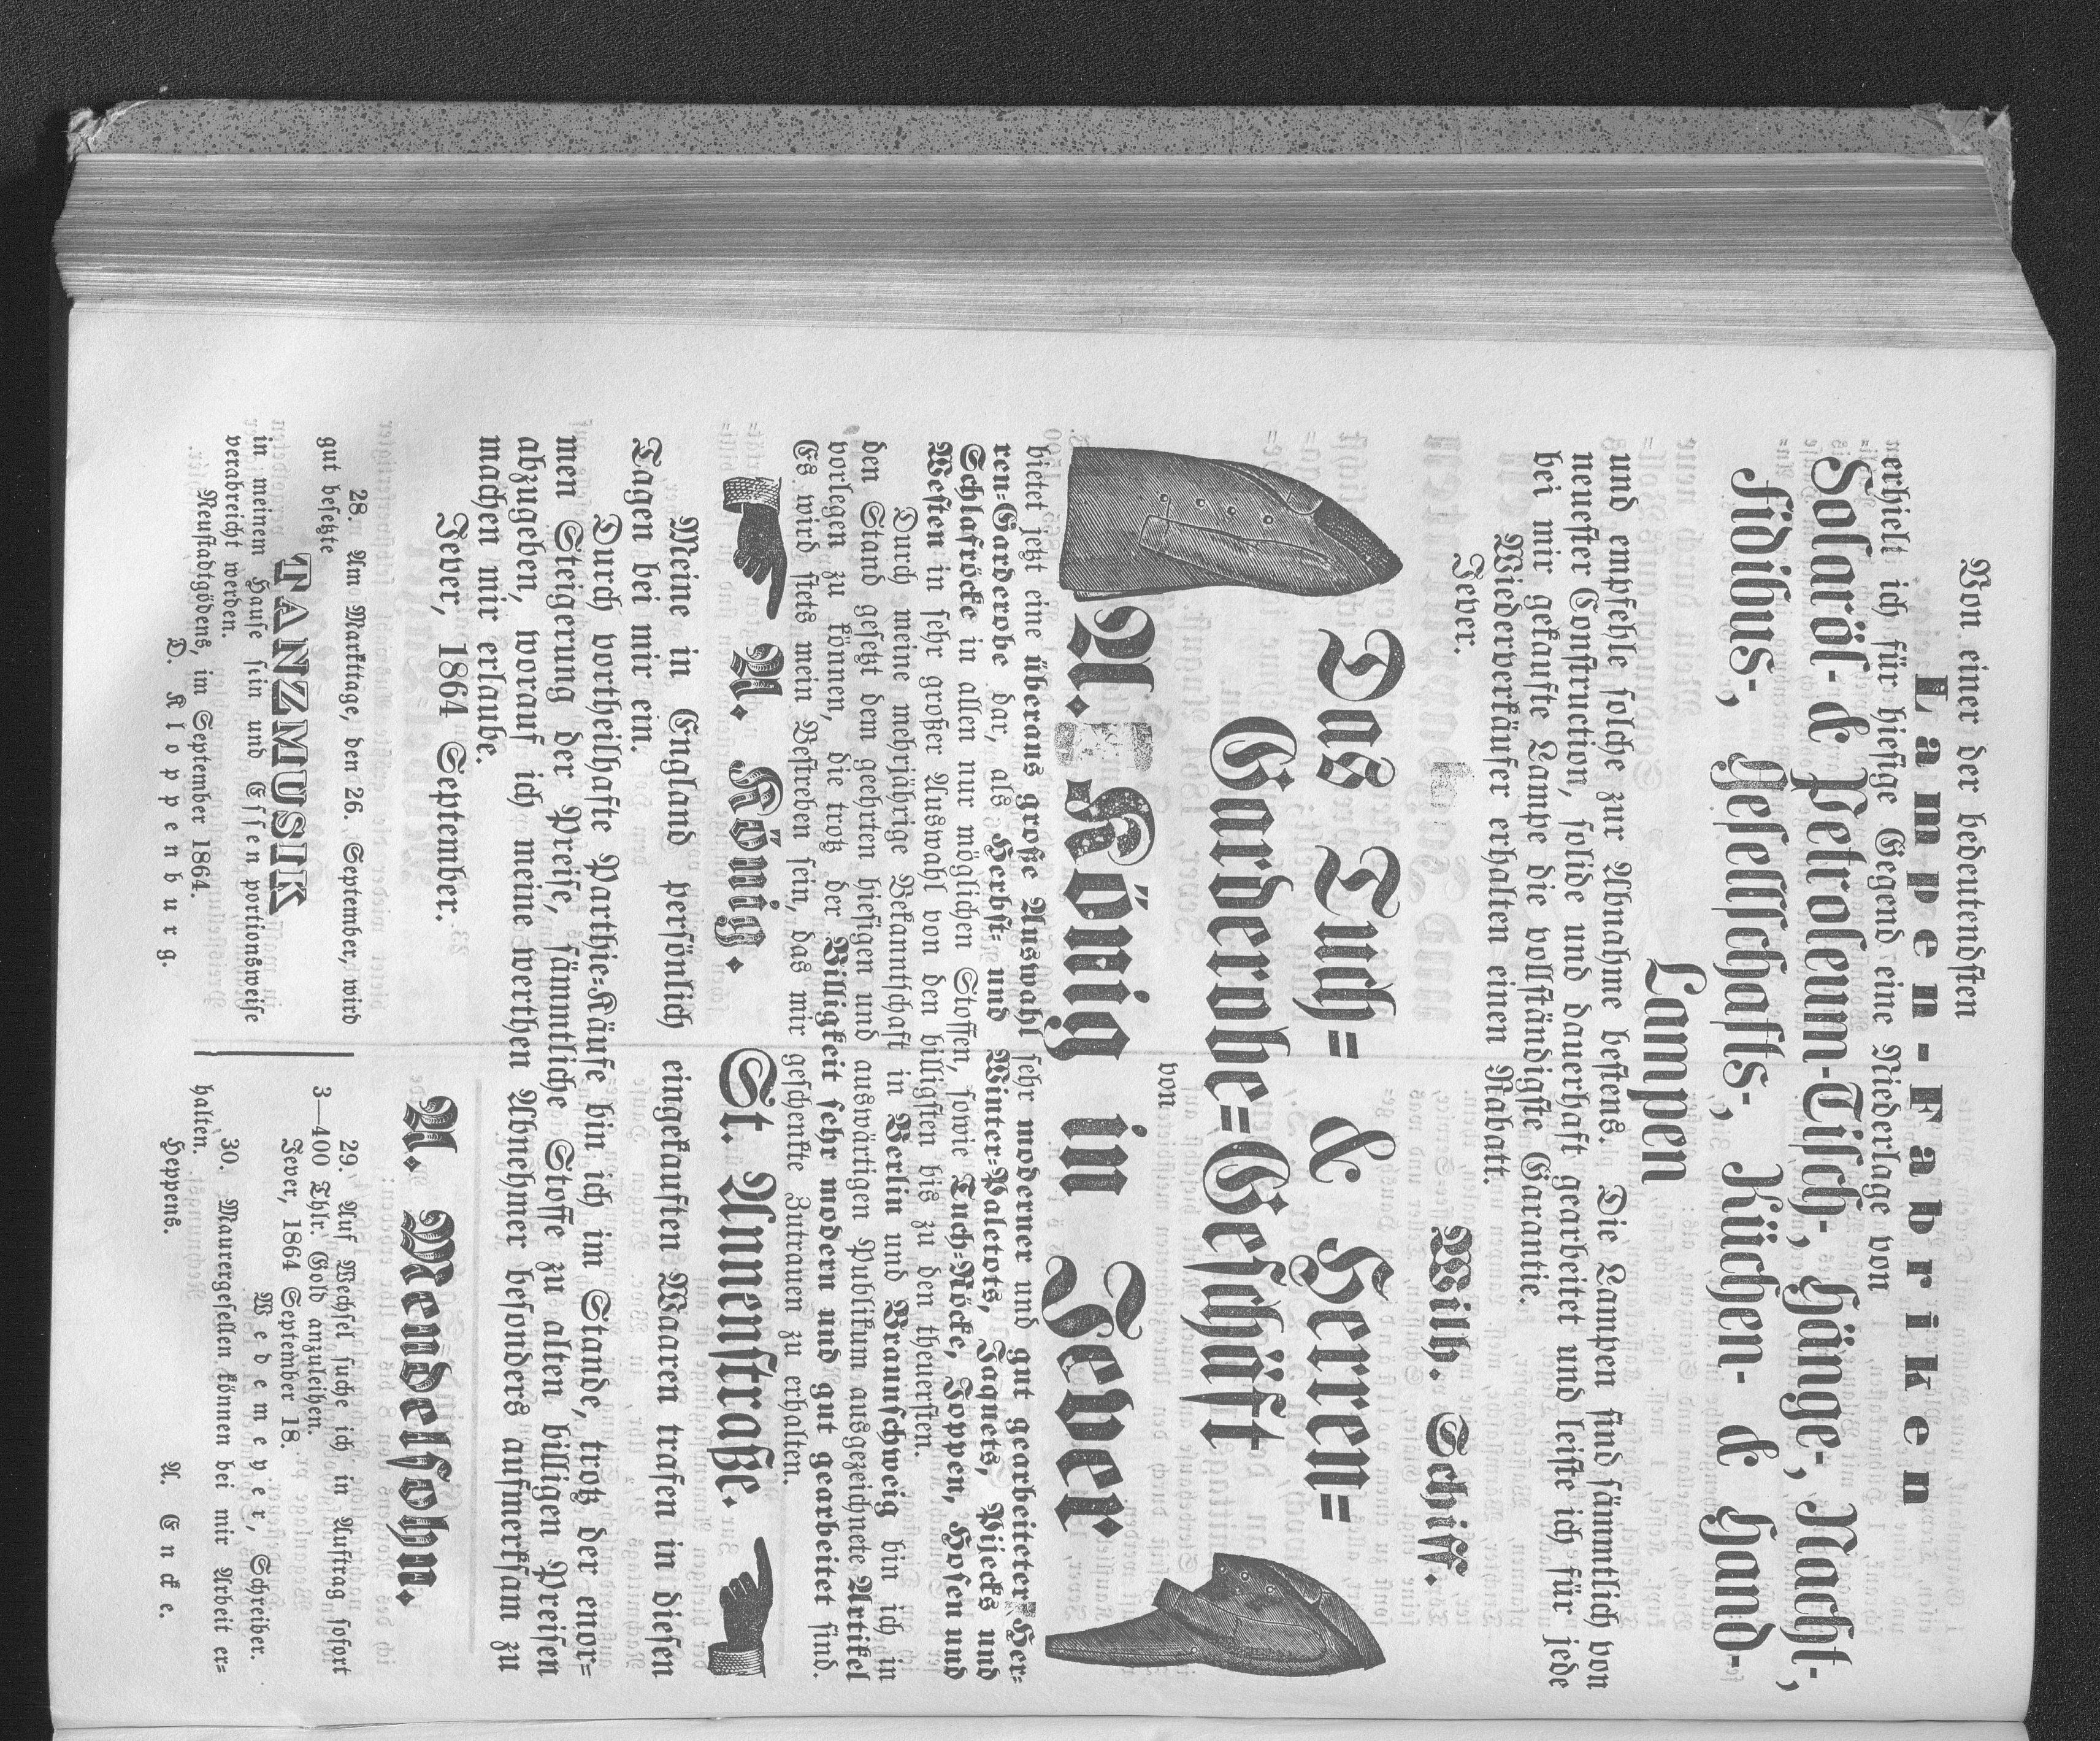 Von einer der bedeutendsten
Lampen-Fabriken
erhielt ich für hiesige Gegend eine Niederlage von
Solaröl- & Petroleum-Tisch-, Hänge-, Nacht-,
Fidibus-, Gesellschafts-, Küchen- & Hand-
Lampen
und empfehle solche zur Abnahme bestens. Die Lampen sind sämmtlich von
neuester Construction, solide und dauerhaft gearbeitet und leiste ich für jede
bei mir gekaufte Lampe die vollständigste Garantie.
Wiederverkäufer erhalten einen Rabatt.
Jever. Wilh. Schiff.
Das Tuch= & Herren=
Garderobe=Geschäft
von
A. König in Jever
bietet jetzt eine überaus große Auswahl sehr moderner und gut gearbeiteter Her=
ren=Garderobe dar, als Herbst= und Winter=Paletots, Jaquets, Pijecks und
Schlafröcke in allen nur möglichen Stoffen, sowie Tuch=Röcke, Joppen, Hosen und
Westen in sehr großer Auswahl von den billigsten bis zu den theuersten.
Durch meine mehrjährige Bekanntschaft in Berlin und Braunschweig bin ich in
den Stand gesetzt dem geehrten hiesigen und auswärtigen Publikum ausgezeichnete Artikel
vorlegen zu können, die trotz der Billigkeit sehr modern und gut gearbeitet sind.
Es wird stets mein Bestreben sein, das mir geschenkte Zutrauen zu erhalten.
A. König. St. Annenstraße.
Meine in England persönlich eingekauften Waaren trafen in diesen
Tagen bei mir ein.
Durch vortheilhafte Parthie=Käufe bin ich im Stande, trotz der enor=
men Steigerung der Preise, sämmtliche Stoffe zu alten billigen Preisen
abzugeben, worauf ich meine werthen Abnehmer besonders aufmerksam zu
machen mir erlaube.
Jever, 1864 September. A. Mendelsohn.
28. Am Markttage, den 26. September, wird
gut besetzte
TANZMUSIK
in meinem Hause sein und Essen portionsweise
verabreicht werden.
Neustadtgödens, im September 1864.
D. Kloppenburg.
29. Auf Wechsel suche ich in Auftrag sofort
3—400 Thlr. Gold anzuleihen.
Jever, 1864 September 18.
Wedemeyer, Schreiber.
30. Maurergesellen können bei mir Arbeit er=
halten.
Heppens. A. Encke.